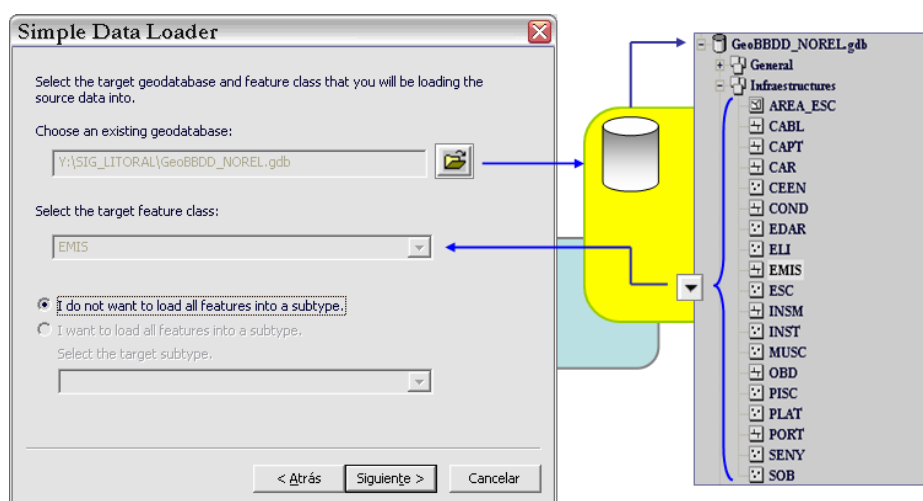 Simple Data Loader
Select the target geodatabase and feature class that you will be loading the
source data into.
Choose an existing geodatabase:
Y:\SIG_LITORAL\GeoBBDD_NOREL.gdb
Select the target feature class:
EMIS
I do not want to load all features into a subtype.
I want to load all features into a subtype.
Select the target subtype.
< Atrás
Siguiente >
Cancelar
GeoBBDD_NOREL.gdb
General
Infraestructures
AREA_ESC
CABL
CAPT
CAR
CEEN
COND
EDAR
ELI
EMIS
ESC
INSM
INST
MUSC
OBD
PISC
PLAT
PORT
SENY
SOB